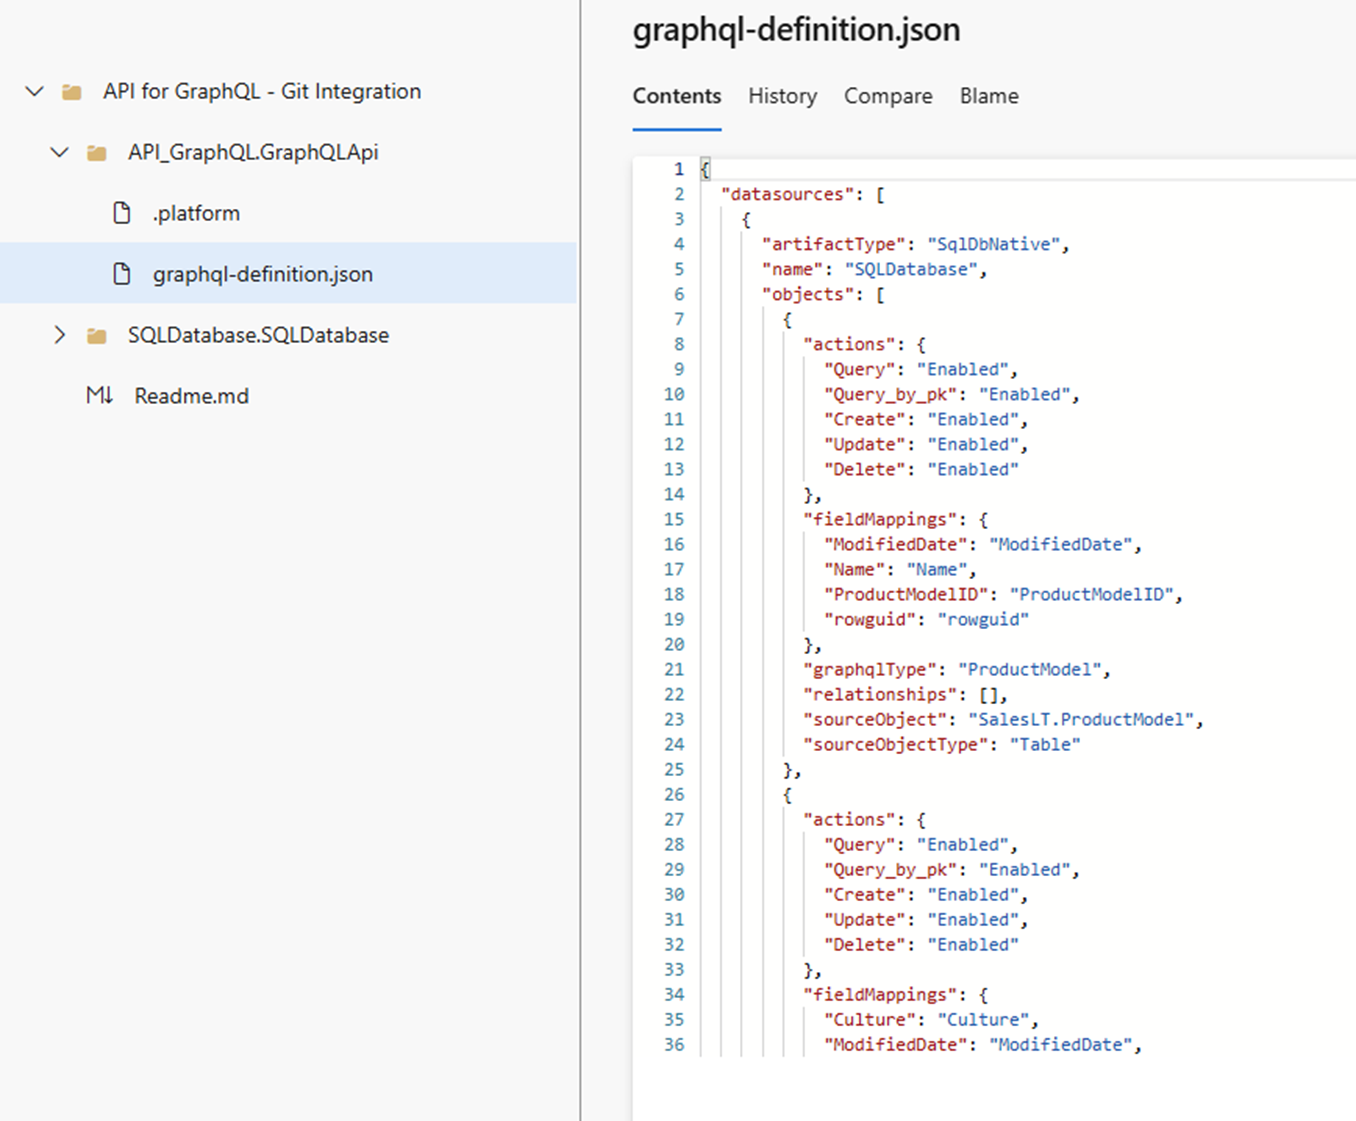 API for GraphQL - Git Integration
API_GraphQL.GraphQLApi
.platform
graphql-definition.json
SQLDatabase.SQLDatabase
M↓ Readme.md
graphql-definition.json
Contents History Compare Blame
1 {
2 "datasources": [
3 {
4 "artifactType": "SqlDbNative",
5 "name": "SQLDatabase",
6 "objects": [
7 {
8 "actions": {
9 "Query": "Enabled",
10 "Query_by_pk": "Enabled",
11 "Create": "Enabled",
12 "Update": "Enabled",
13 "Delete": "Enabled"
14 },
15 "fieldMappings": {
16 "ModifiedDate": "ModifiedDate",
17 "Name": "Name",
18 "ProductModelID": "ProductModelID",
19 "rowguid": "rowguid"
20 },
21 "graphqlType": "ProductModel",
22 "relationships": [],
23 "sourceObject": "SalesLT.ProductModel",
24 "sourceObjectType": "Table"
25 },
26 {
27 "actions": {
28 "Query": "Enabled",
29 "Query_by_pk": "Enabled",
30 "Create": "Enabled",
31 "Update": "Enabled",
32 "Delete": "Enabled"
33 },
34 "fieldMappings": {
35 "Culture": "Culture",
36 "ModifiedDate": "ModifiedDate",